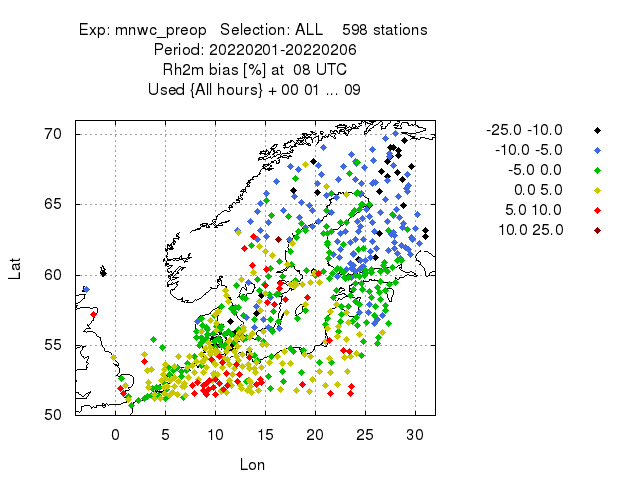 Exp: mnwc_preop   Selection: ALL    598 stations
Period: 20220201-20220206
Rh2m bias [%] at  08 UTC
Used {All hours} + 00 01 ... 09
-25.0 -10.0
-10.0 -5.0
-5.0 0.0
0.0 5.0
5.0 10.0
10.0 25.0
Lat
70
65
60
55
50
0 5 10 15 20 25 30
Lon